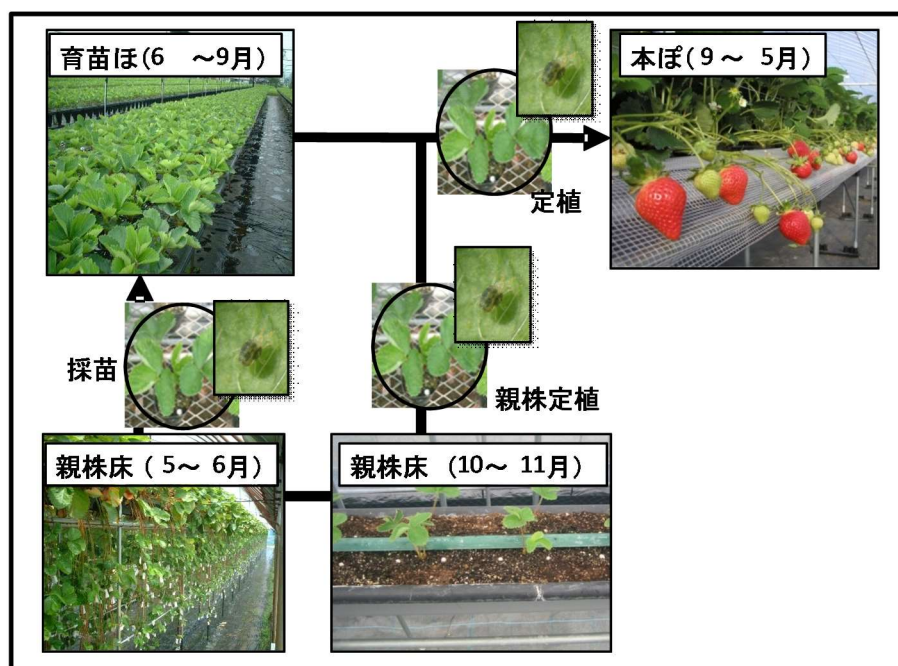 育苗ほ(6 ～9月)
本ぽ(9～ 5月)
定植
採苗
親株定植
親株床(5～ 6月)
親株床 (10～ 11月)